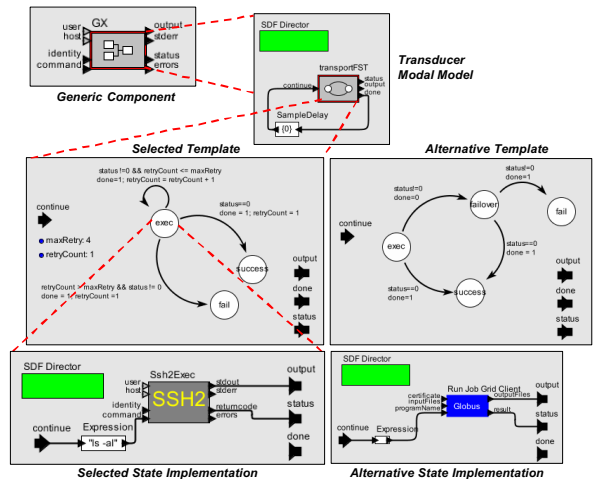 GX
user
host
identity
command
output
stderr
status
errors
Generic Component
SDF Director
transportFST
continue
status
output
done
SampleDelay
{0}
Transducer
Modal Model
Selected Template
status!=0 && retryCount <= maxRetry
done=1; retryCount = retryCount + 1
continue
maxRetry: 4
retryCount: 1
exec
status==0
done = 1; retryCount = 1
success
retryCount > maxRetry && status!= 0
done = 1; retryCount =1
fail
output
done
status
Alternative Template
continue
status!=0
done=0
status!=0
done=1
failover
fail
exec
status==0
done = 1
status==0
done=1
success
output
done
status
SDF Director
Ssh2Exec
user
host
identity
command
SSH2
stdout
stderr
returncode
errors
continue
Expression
"ls -al"
output
status
done
Selected State Implementation
SDF Director
Run Job Grid Client
certificate
inputFiles
programName
Globus
outputFiles
result
continue
Expression
output
status
done
Alternative State Implementation